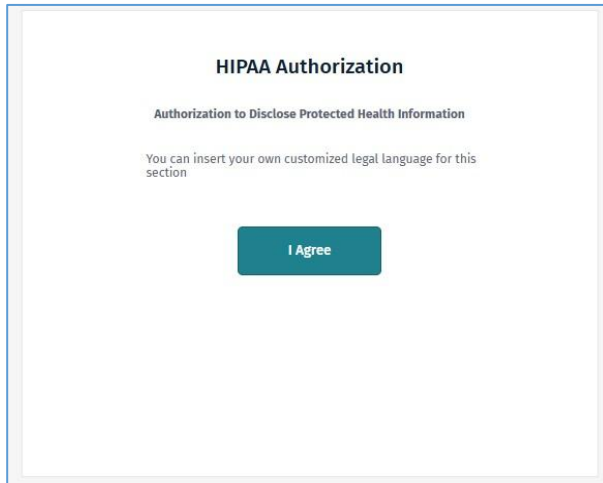 HIPAA Authorization
Authorization to Disclose Protected Health Information
You can insert your own customized legal language for this
section
I Agree